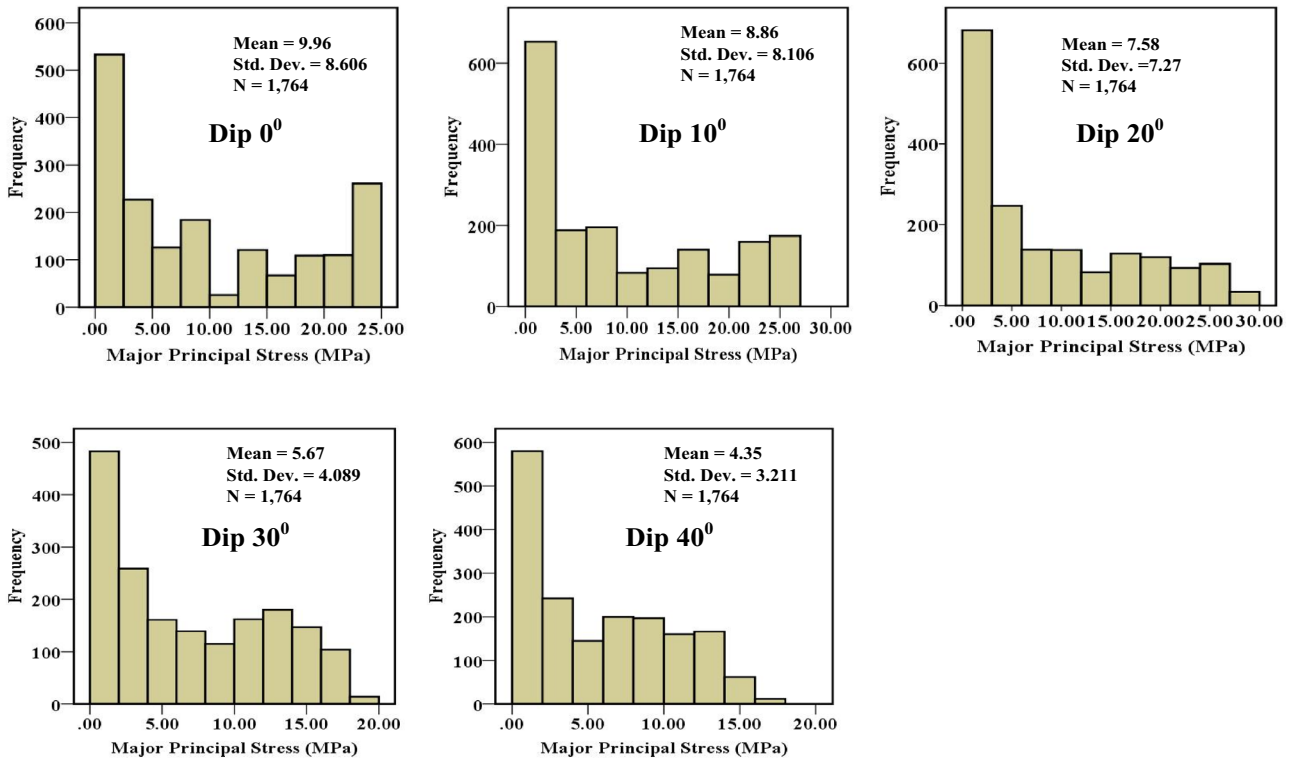 600
500
400
300
200
100
0
Frequency
Mean = 9.96
Std. Dev. = 8.606
N = 1,764
Dip 0⁰
.00 5.00 10.00 15.00 20.00 25.00
Major Principal Stress (MPa)
600
400
200
0
Frequency
Mean = 8.86
Std. Dev. = 8.106
N = 1,764
Dip 10⁰
.00 5.00 10.00 15.00 20.00 25.00 30.00
Major Principal Stress (MPa)
600
400
200
0
Frequency
Mean = 7.58
Std. Dev. =7.27
N = 1,764
Dip 20⁰
.00 5.00 10.00 15.00 20.00 25.00 30.00
Major Principal Stress (MPa)
500
400
300
200
100
0
Frequency
Mean = 5.67
Std. Dev. = 4.089
N = 1,764
Dip 30⁰
.00 5.00 10.00 15.00 20.00
Major Principal Stress (MPa)
600
500
400
300
200
100
0
Frequency
Mean = 4.35
Std. Dev. = 3.211
N = 1,764
Dip 40⁰
.00 5.00 10.00 15.00 20.00
Major Principal Stress (MPa)